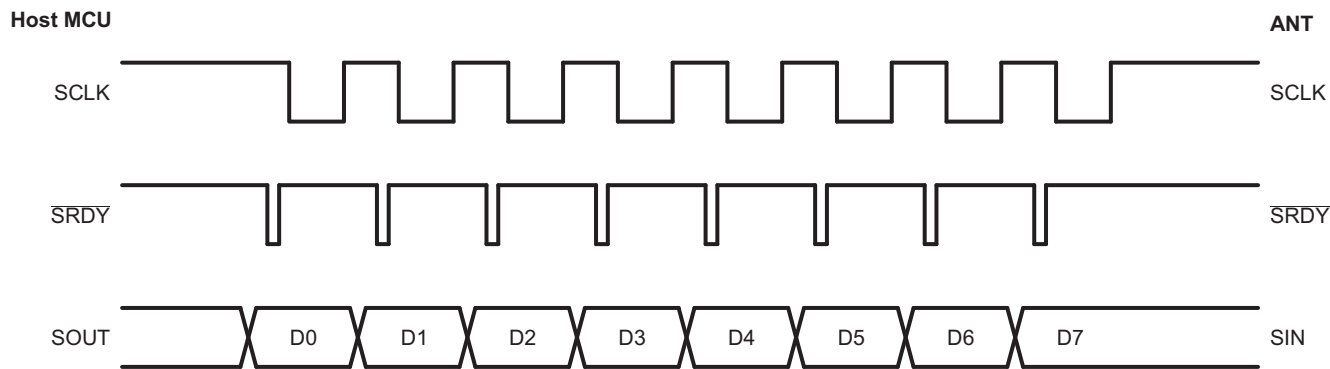 Host MCU ANT
SCLK SCLK
SRDY SRDY
SOUT D0 D1 D2 D3 D4 D5 D6 D7 SIN